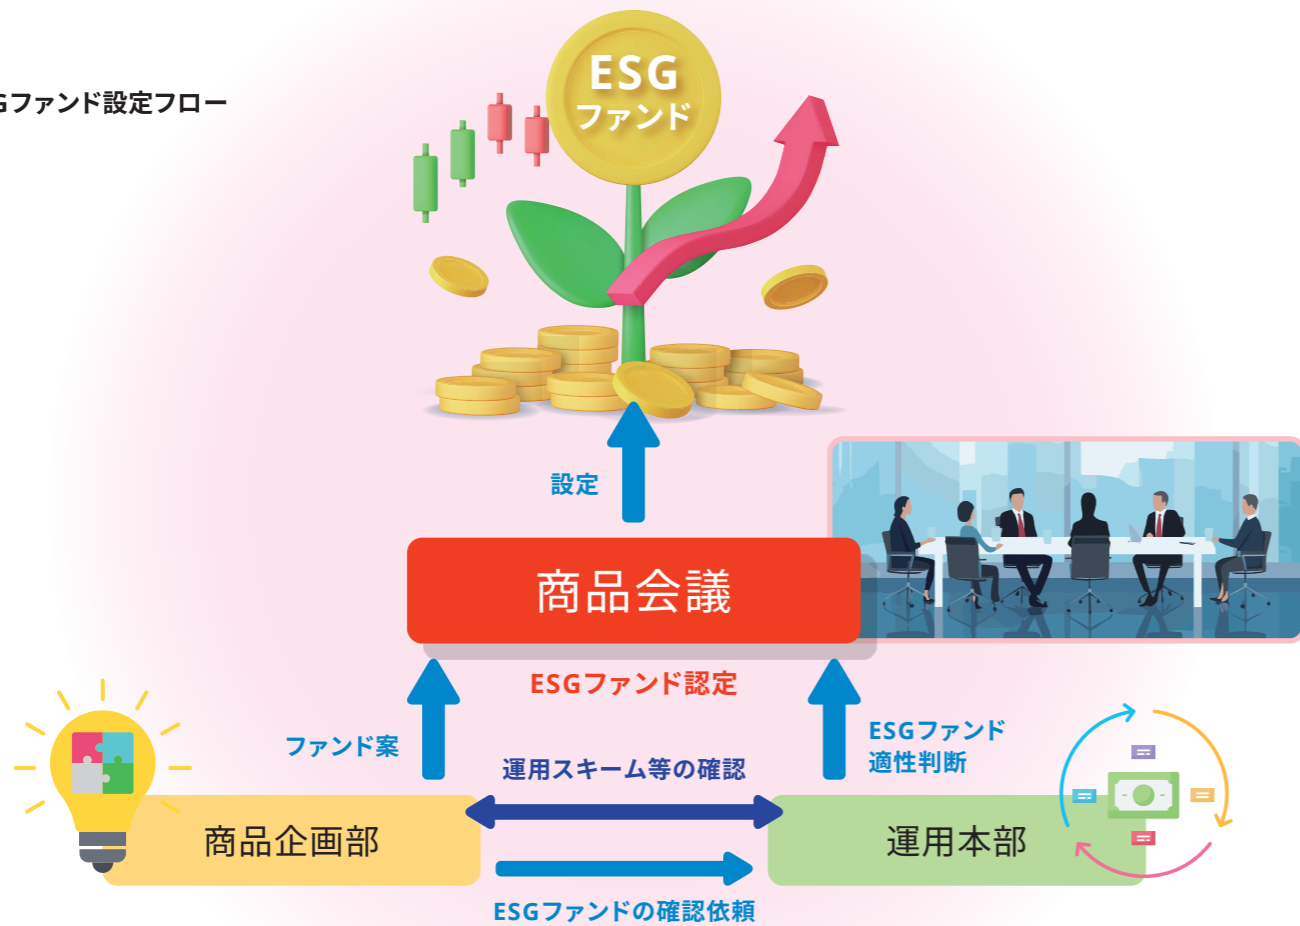 Gファンド設定フロー
ESG
ファンド
設定
商品会議
ESGファンド認定
ファンド案
ESGファンド
適性判断
運用スキーム等の確認
商品企画部
運用本部
ESGファンドの確認依頼